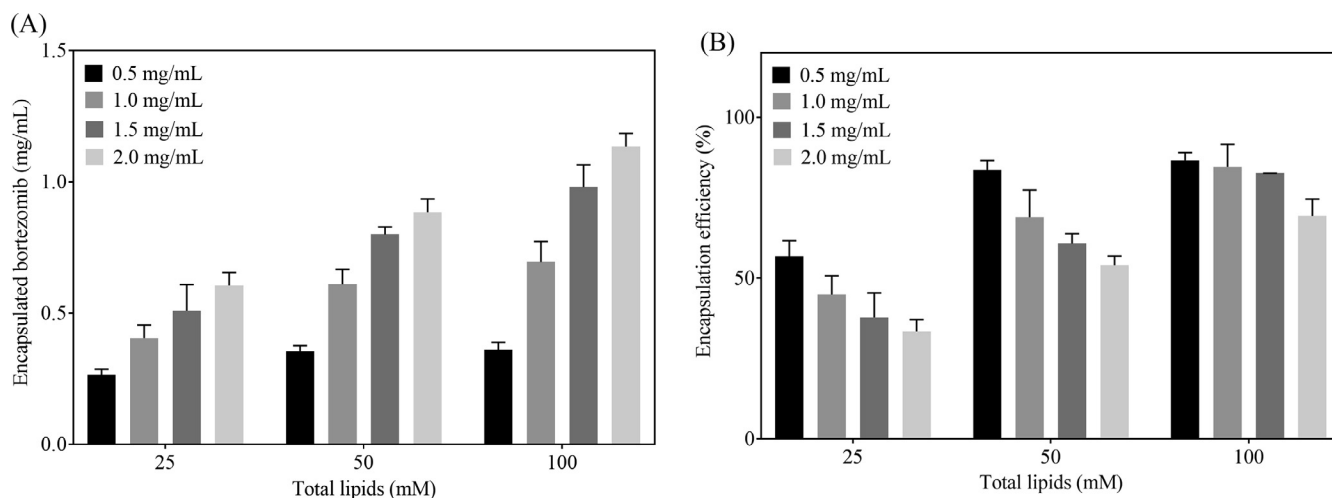 (A)
Encapsulated bortezomib (mg/mL)
1.5
1.0
0.5
0.0
0.5 mg/mL
1.0 mg/mL
1.5 mg/mL
2.0 mg/mL
25
50
100
Total lipids (mM)
(B)
Encapsulation efficiency (%)
100
50
0
0.5 mg/mL
1.0 mg/mL
1.5 mg/mL
2.0 mg/mL
25
50
100
Total lipids (mM)